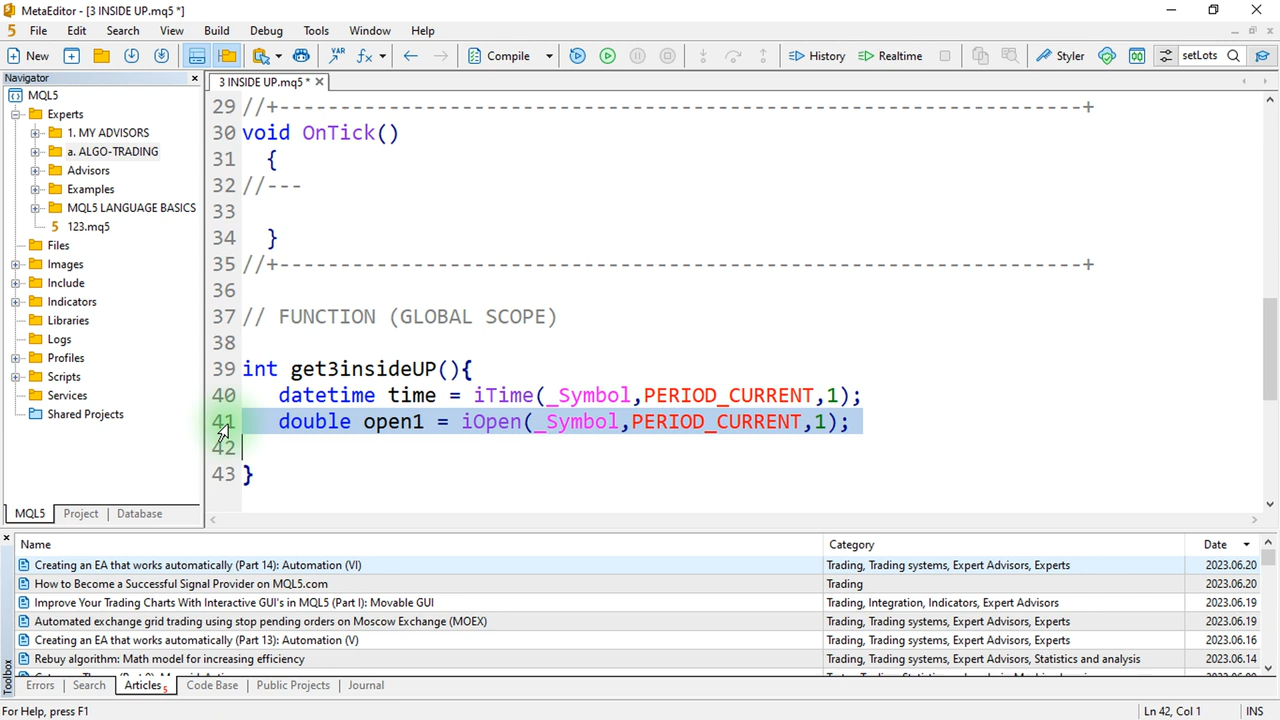 MetaEditor - [3 INSIDE UP.mq5 *]
5 File Edit Search View Build Debug Tools Window Help
New VAR fx Compile History Realtime Styler setLots
Navigator
MQL5
Experts
1. MY ADVISORS
a. ALGO-TRADING
Advisors
Examples
MQL5 LANGUAGE BASICS
5 123.mq5
Files
Images
Include
Indicators
Libraries
Logs
Profiles
Scripts
Services
Shared Projects
MQL5 Project Database
3 INSIDE UP.mq5 *
29 //+------------------------------------------------------------------+
30 void OnTick()
31 {
32 //---
33
34 }
35 //+------------------------------------------------------------------+
36
37 // FUNCTION (GLOBAL SCOPE)
38
39 int get3insideUP(){
40 datetime time = iTime(_Symbol,PERIOD_CURRENT,1);
41 double open1 = iOpen(_Symbol,PERIOD_CURRENT,1);
42
43 }
Name Category Date
Creating an EA that works automatically (Part 14): Automation (VI) Trading, Trading systems, Expert Advisors, Experts 2023.06.20
How to Become a Successful Signal Provider on MQL5.com Trading 2023.06.20
Improve Your Trading Charts With Interactive GUI's in MQL5 (Part I): Movable GUI Trading, Integration, Indicators, Expert Advisors 2023.06.19
Automated exchange grid trading using stop pending orders on Moscow Exchange (MOEX) Trading, Trading systems, Expert Advisors, Experts 2023.06.19
Creating an EA that works automatically (Part 13): Automation (V) Trading, Trading systems, Expert Advisors, Experts 2023.06.16
Rebuy algorithm: Math model for increasing efficiency Trading, Trading systems, Expert Advisors, Statistics and analysis 2023.06.14
Toolbox
Errors Search Articles 5 Code Base Public Projects Journal
For Help, press F1 Ln 42, Col 1 INS